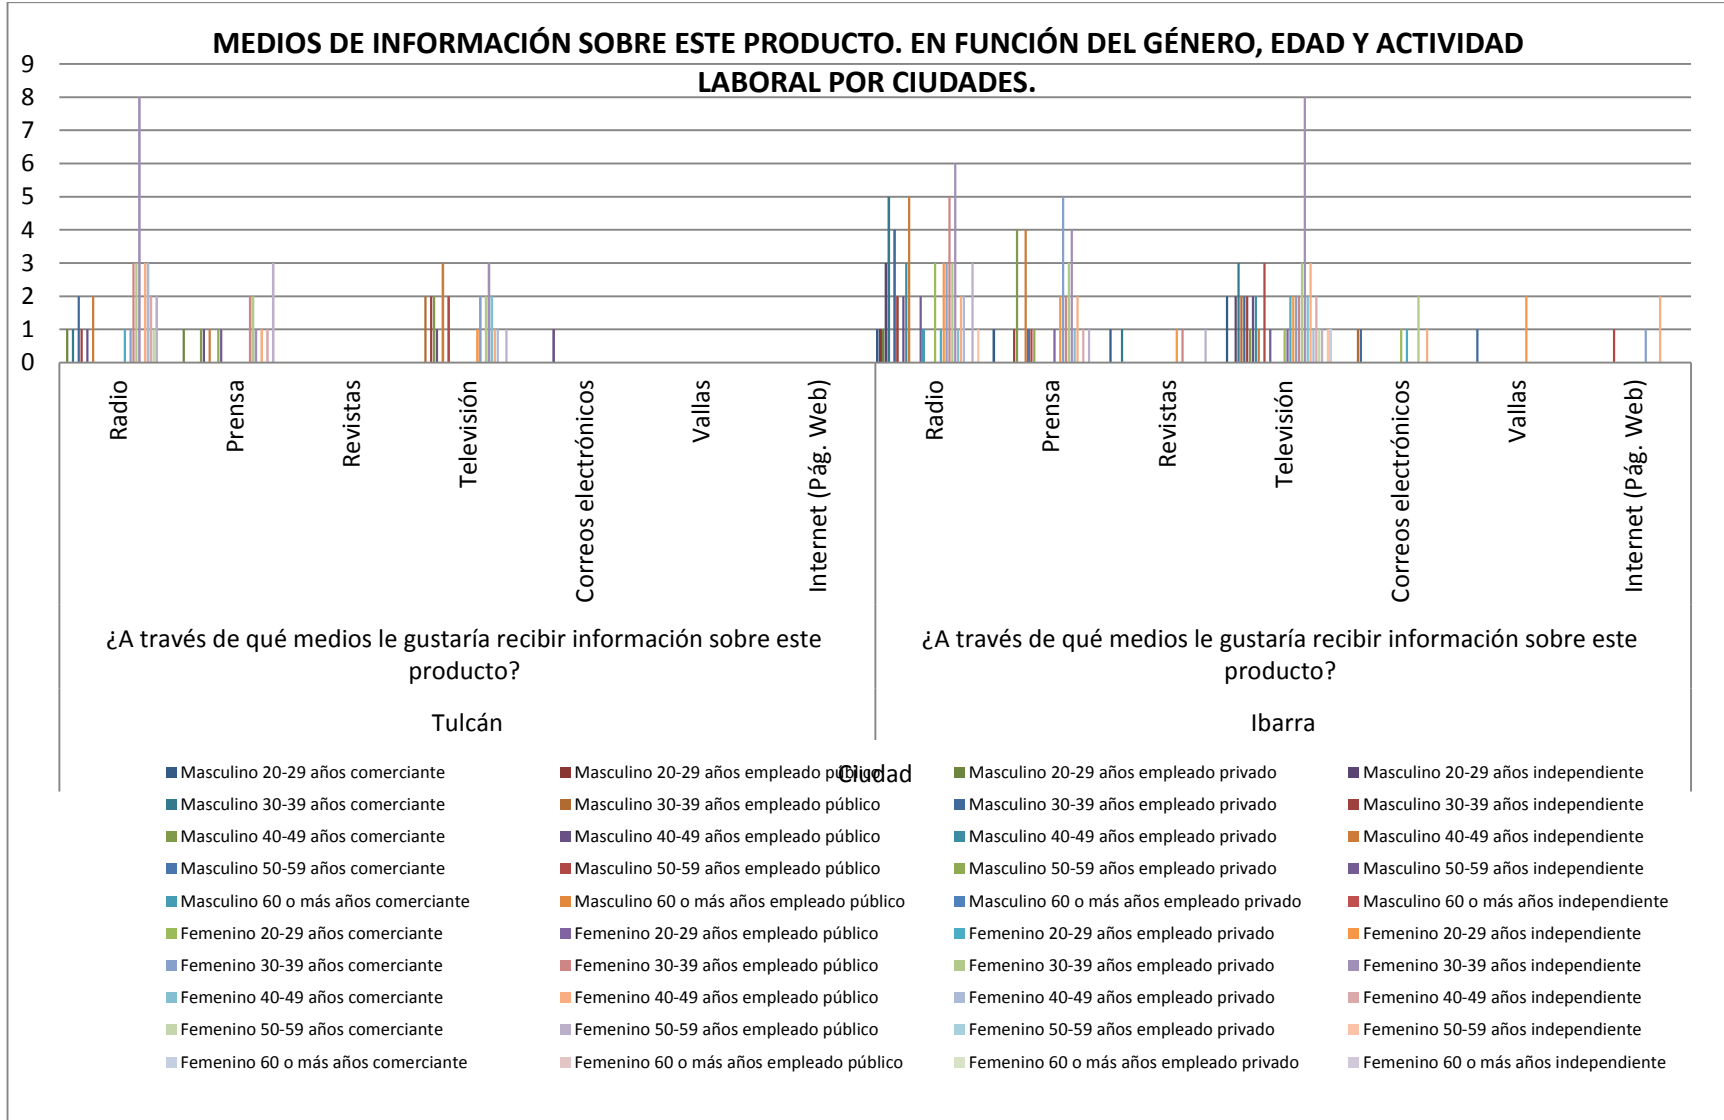 MEDIOS DE INFORMACIÓN SOBRE ESTE PRODUCTO. EN FUNCIÓN DEL GÉNERO, EDAD Y ACTIVIDAD
LABORAL POR CIUDADES.
9
8
7
6
5
4
3
2
1
0
Radio
Prensa
Revistas
Televisión
Correos electrónicos
Vallas
Internet (Pág. Web)
Radio
Prensa
Revistas
Televisión
Correos electrónicos
Vallas
Internet (Pág. Web)
¿A través de qué medios le gustaría recibir información sobre este
producto?
¿A través de qué medios le gustaría recibir información sobre este
producto?
Tulcán
Ibarra
Ciudad
Masculino 20-29 años comerciante
Masculino 20-29 años empleado público
Masculino 20-29 años empleado privado
Masculino 20-29 años independiente
Masculino 30-39 años comerciante
Masculino 30-39 años empleado público
Masculino 30-39 años empleado privado
Masculino 30-39 años independiente
Masculino 40-49 años comerciante
Masculino 40-49 años empleado público
Masculino 40-49 años empleado privado
Masculino 40-49 años independiente
Masculino 50-59 años comerciante
Masculino 50-59 años empleado público
Masculino 50-59 años empleado privado
Masculino 50-59 años independiente
Masculino 60 o más años comerciante
Masculino 60 o más años empleado público
Masculino 60 o más años empleado privado
Masculino 60 o más años independiente
Femenino 20-29 años comerciante
Femenino 20-29 años empleado público
Femenino 20-29 años empleado privado
Femenino 20-29 años independiente
Femenino 30-39 años comerciante
Femenino 30-39 años empleado público
Femenino 30-39 años empleado privado
Femenino 30-39 años independiente
Femenino 40-49 años comerciante
Femenino 40-49 años empleado público
Femenino 40-49 años empleado privado
Femenino 40-49 años independiente
Femenino 50-59 años comerciante
Femenino 50-59 años empleado público
Femenino 50-59 años empleado privado
Femenino 50-59 años independiente
Femenino 60 o más años comerciante
Femenino 60 o más años empleado público
Femenino 60 o más años empleado privado
Femenino 60 o más años independiente